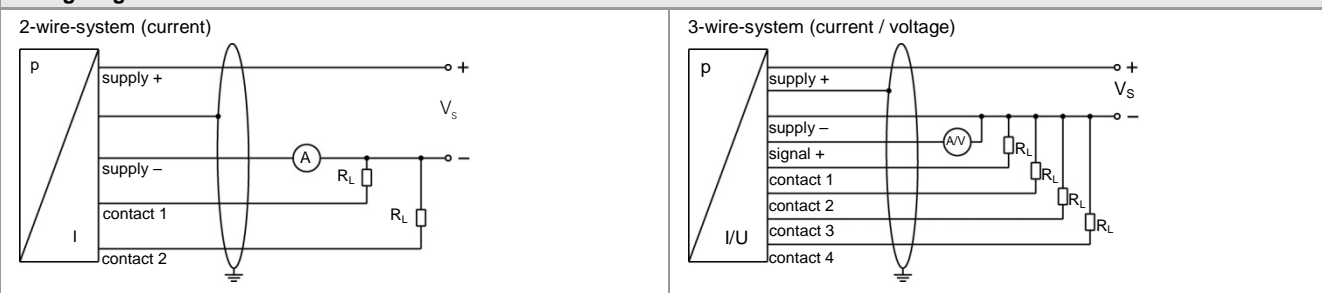 2-wire-system (current)
p
supply +
+
V_S
A
–
supply –
R_L
contact 1
R_L
I
contact 2
3-wire-system (current / voltage)
p
supply +
+
V_S
supply –
–
A/V
signal +
R_L
contact 1
R_L
contact 2
R_L
contact 3
R_L
I/U
contact 4